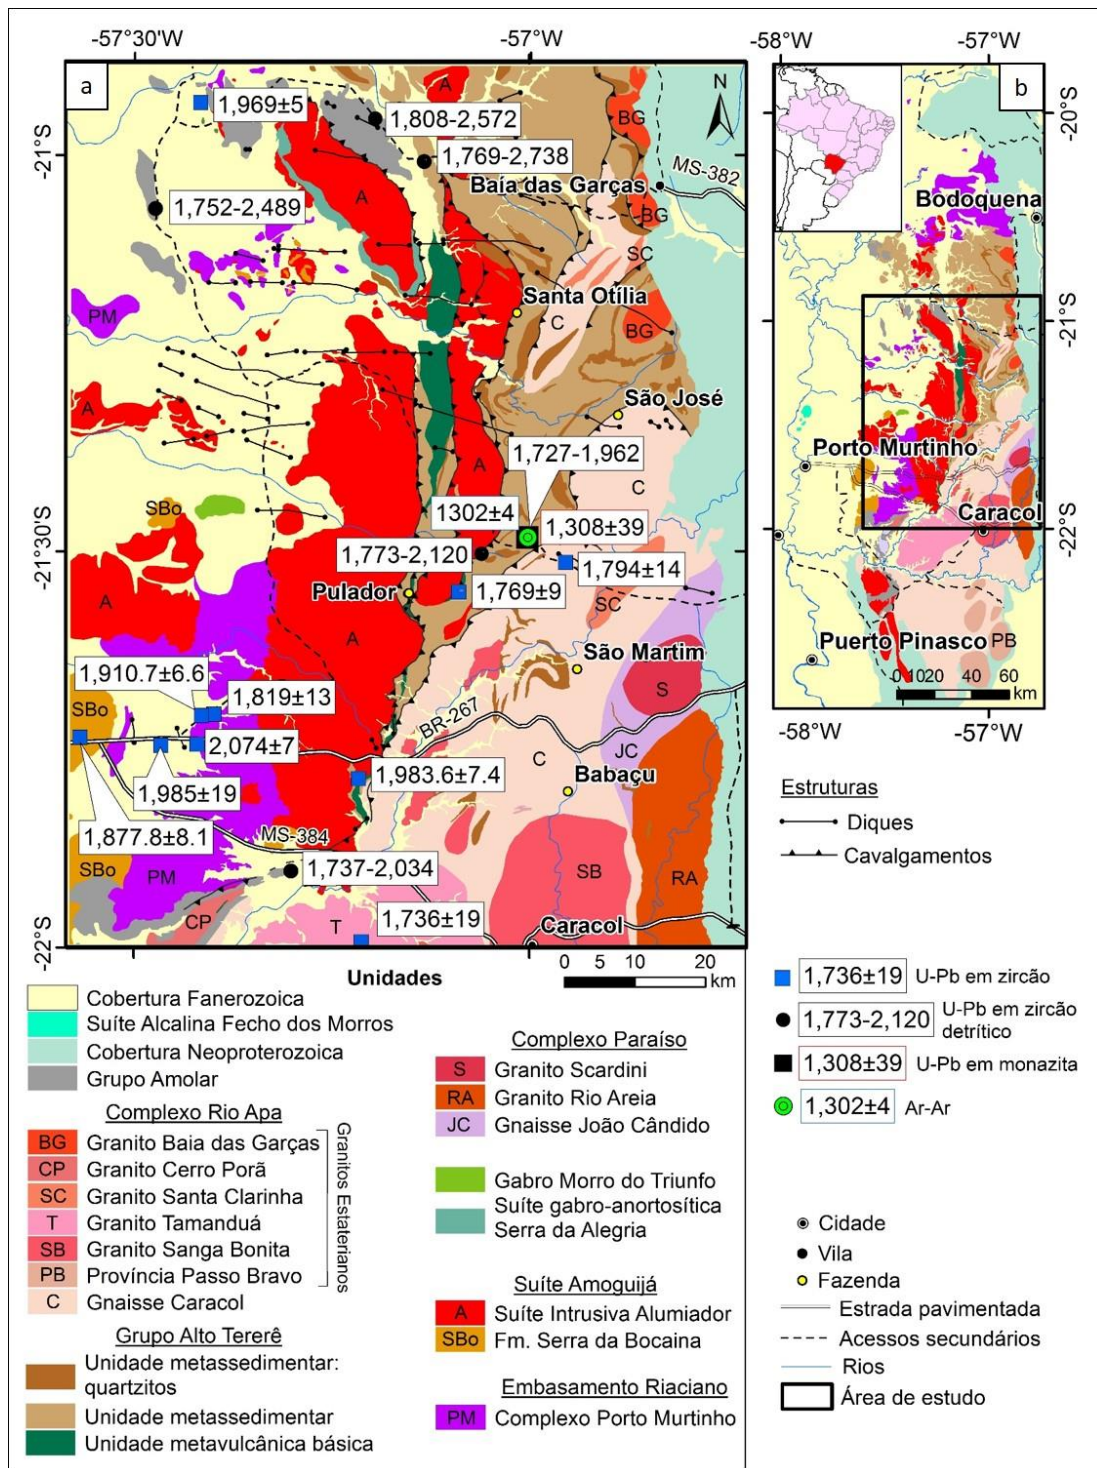 -57°30'W
-57°W
-58°W
-57°W
a
N
b
-20°S
-21°S
-21°S
-21°30'S
-22°S
-22°S
-58°W
-57°W
1,969±5
1,808-2,572
1,769-2,738
1,752-2,489
BG
MS-382
Baía das Garças
A
A
BG
SC
PM
Santa Otília
C
BG
São José
A
1,727-1,962
A
C
SBo
1302±4
1,308±39
1,773-2,120
1,794±14
1,769±9
Pulador
A
SC
A
São Martim
1,910.7±6.6
1,819±13
S
SBo
BR-267
2,074±7
JC
C
1,983.6±7.4
Babaçu
1,985±19
1,877.8±8.1
MS-384
SBo
PM
1,737-2,034
SB
RA
CP
1,736±19
T
Caracol
Bodoquena
Porto Murtinho
Caracol
Puerto Pinasco
PB
0 1020 40 60
km
0 5 10 20
km
Unidades
Cobertura Fanerozoica
Suíte Alcalina Fecho dos Morros
Cobertura Neoproterozoica
Grupo Amolar
Complexo Rio Apa
BG Granito Baia das Garças
CP Granito Cerro Porã
SC Granito Santa Clarinha
T Granito Tamanduá
SB Granito Sanga Bonita
PB Província Passo Bravo
C Gnaisse Caracol
Granitos Estaterianos
Grupo Alto Tererê
Unidade metassedimentar:
quartzitos
Unidade metassedimentar
Unidade metavulcânica básica
Complexo Paraíso
S Granito Scardini
RA Granito Rio Areia
JC Gnaisse João Cândido
Gabro Morro do Triunfo
Suíte gabro-anortosítica
Serra da Alegria
Suíte Amoguijá
A Suíte Intrusiva Alumiador
SBo Fm. Serra da Bocaina
Embasamento Riaciano
PM Complexo Porto Murtinho
Estruturas
Diques
Cavalgamentos
1,736±19 U-Pb em zircão
1,773-2,120 U-Pb em zircão
detrítico
1,308±39 U-Pb em monazita
1,302±4 Ar-Ar
Cidade
Vila
Fazenda
Estrada pavimentada
Acessos secundários
Rios
Área de estudo